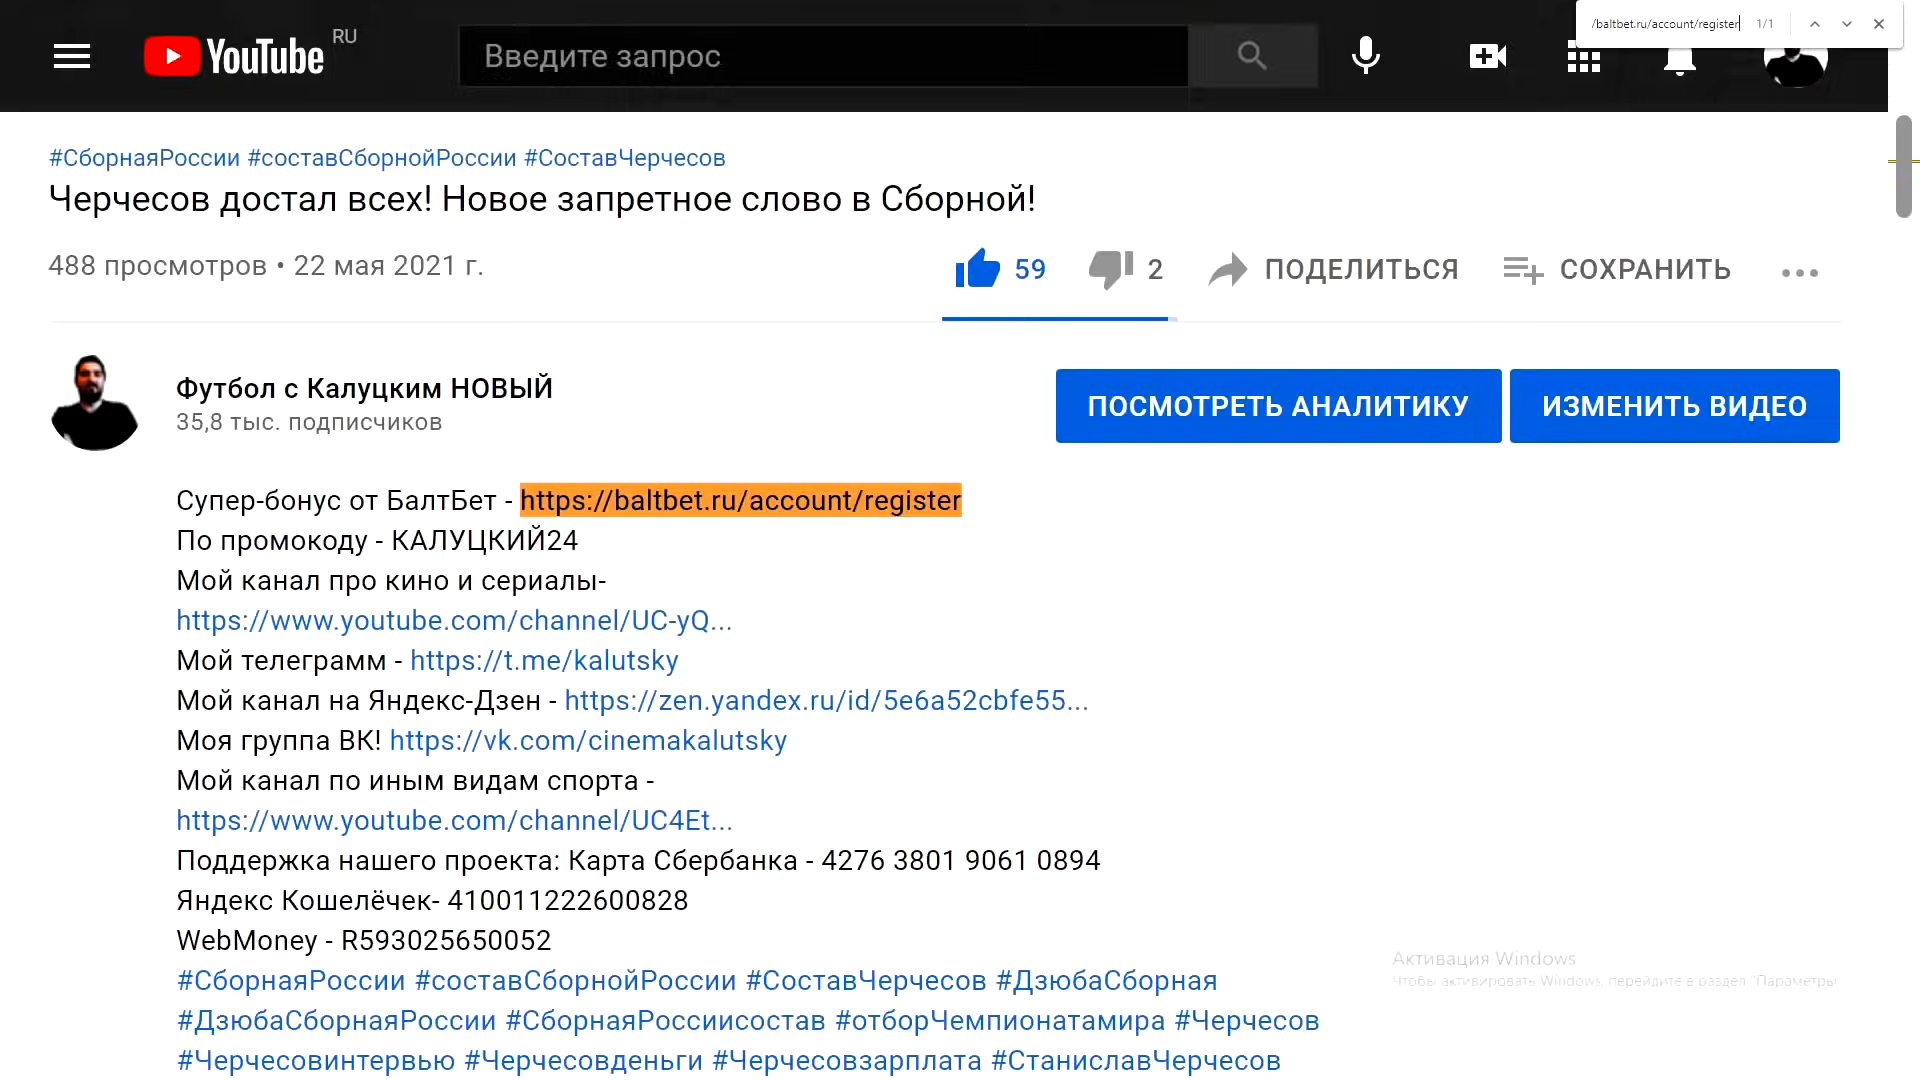 /baltbet.ru/account/register 1/1
YouTube RU
Введите запрос
#СборнаяРоссии #составСборнойРоссии #СоставЧерчесов
Черчесов достал всех! Новое запретное слово в Сборной!
488 просмотров • 22 мая 2021 г.
59 2 ПОДЕЛИТЬСЯ СОХРАНИТЬ
Футбол с Калуцким НОВЫЙ
35,8 тыс. подписчиков
ПОСМОТРЕТЬ АНАЛИТИКУ ИЗМЕНИТЬ ВИДЕО
Супер-бонус от БалтБет - https://baltbet.ru/account/register
По промокоду - КАЛУЦКИЙ24
Мой канал про кино и сериалы-
https://www.youtube.com/channel/UC-yQ...
Мой телеграмм - https://t.me/kalutsky
Мой канал на Яндекс-Дзен - https://zen.yandex.ru/id/5e6a52cbfe55...
Моя группа ВК! https://vk.com/cinemakalutsky
Мой канал по иным видам спорта -
https://www.youtube.com/channel/UC4Et...
Поддержка нашего проекта: Карта Сбербанка - 4276 3801 9061 0894
Яндекс Кошелёчек- 410011222600828
WebMoney - R593025650052
Активация Windows
Чтобы активировать Windows, перейдите в раздел "Параметры
#СборнаяРоссии #составСборнойРоссии #СоставЧерчесов #ДзюбаСборная
#ДзюбаСборнаяРоссии #СборнаяРоссиисостав #отборЧемпионатамира #Черчесов
#Черчесовинтервью #Черчесовденьги #Черчесовзарплата #СтаниславЧерчесов